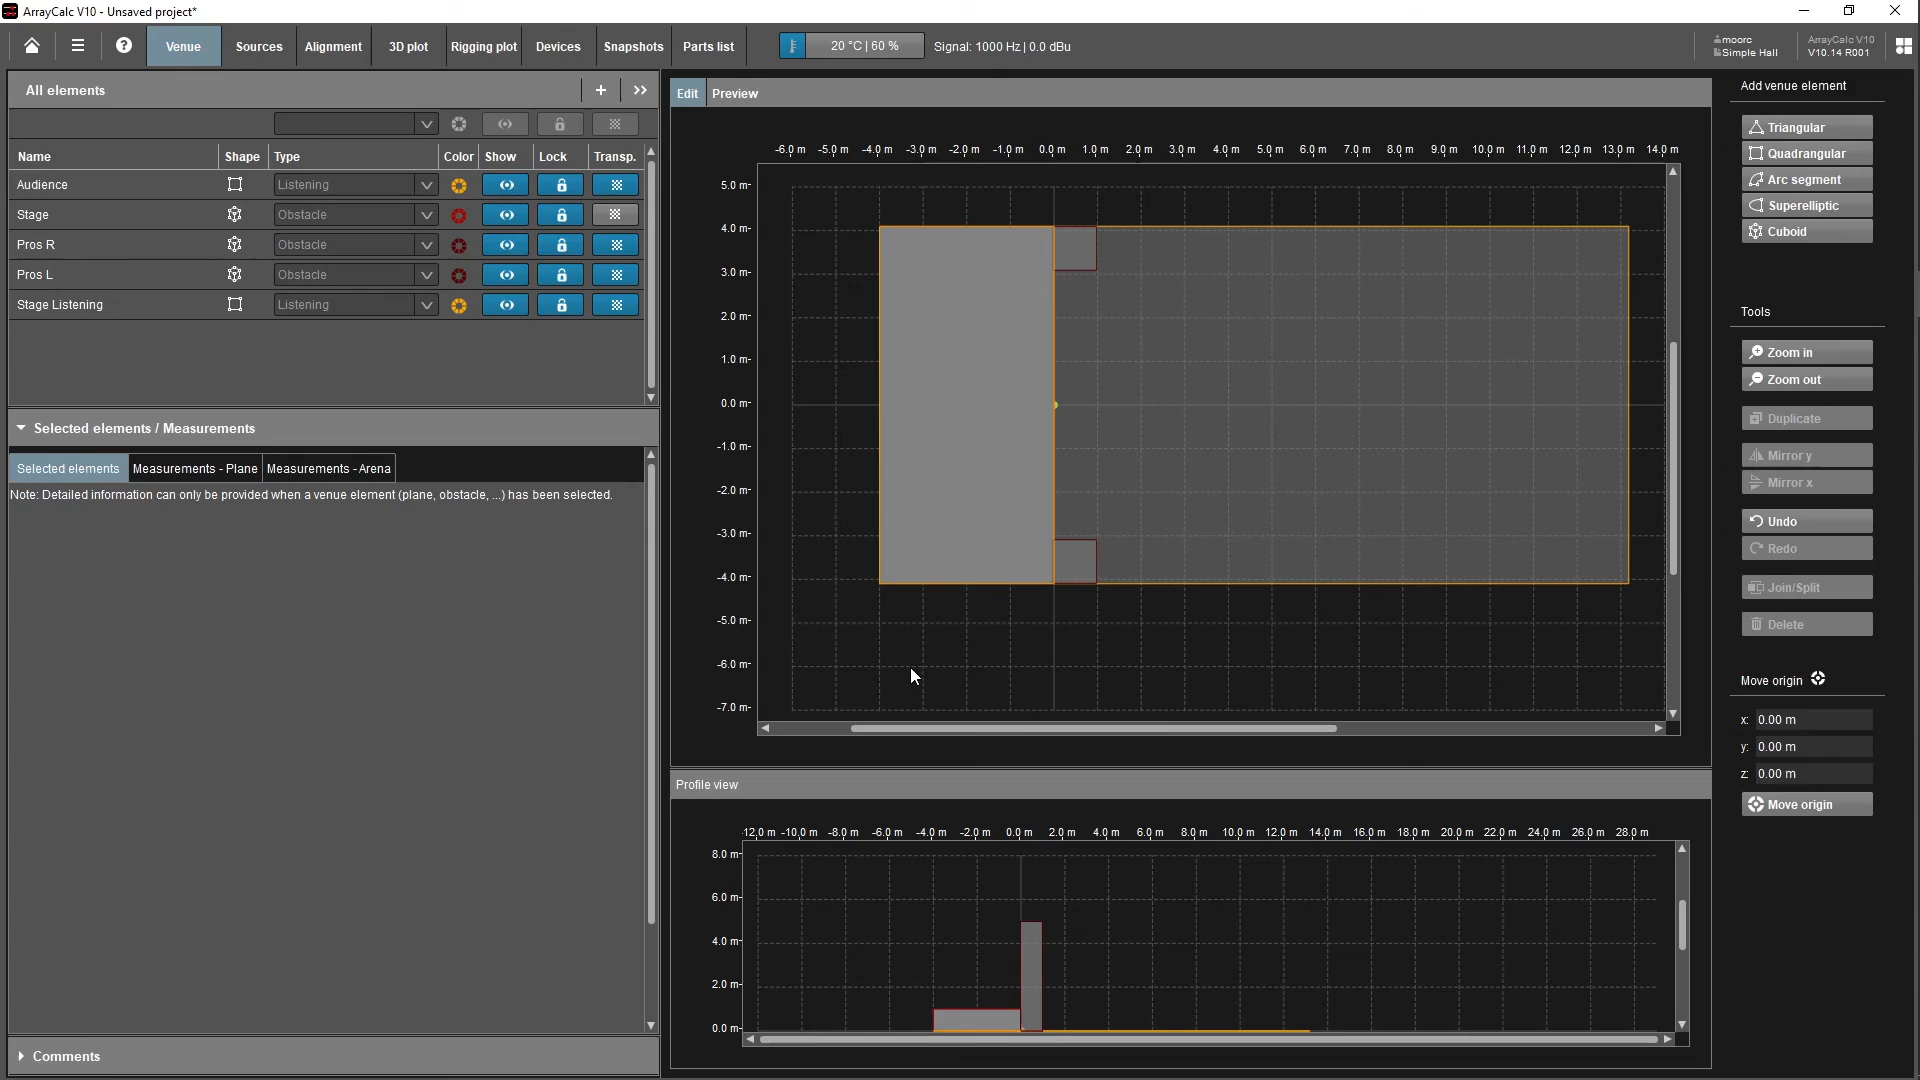 ArrayCalc V10 - Unsaved project*
Venue
Sources
Alignment
3D plot
Rigging plot
Devices
Snapshots
Parts list
20 °C | 60 %
Signal: 1000 Hz | 0.0 dBu
moorc
Simple Hall
ArrayCalc V10
V10.14 R001
All elements
Name Shape Type Color Show Lock Transp.
Audience Listening
Stage Obstacle
Pros R Obstacle
Pros L Obstacle
Stage Listening Listening
Selected elements / Measurements
Selected elements Measurements - Plane Measurements - Arena
Note: Detailed information can only be provided when a venue element (plane, obstacle, ...) has been selected.
Comments
Edit Preview
-6.0 m -5.0 m -4.0 m -3.0 m -2.0 m -1.0 m 0.0 m 1.0 m 2.0 m 3.0 m 4.0 m 5.0 m 6.0 m 7.0 m 8.0 m 9.0 m 10.0 m 11.0 m 12.0 m 13.0 m 14.0 m
5.0 m-
4.0 m-
3.0 m-
2.0 m-
1.0 m-
0.0 m-
-1.0 m-
-2.0 m-
-3.0 m-
-4.0 m-
-5.0 m-
-6.0 m-
-7.0 m-
Profile view
12.0 m -10.0 m -8.0 m -6.0 m -4.0 m -2.0 m 0.0 m 2.0 m 4.0 m 6.0 m 8.0 m 10.0 m 12.0 m 14.0 m 16.0 m 18.0 m 20.0 m 22.0 m 24.0 m 26.0 m 28.0 m
8.0 m-
6.0 m-
4.0 m-
2.0 m-
0.0 m-
Add venue element
Triangular
Quadrangular
Arc segment
Superelliptic
Cuboid
Tools
Zoom in
Zoom out
Duplicate
Mirror y
Mirror x
Undo
Redo
Join/Split
Delete
Move origin
x: 0.00 m
y: 0.00 m
z: 0.00 m
Move origin